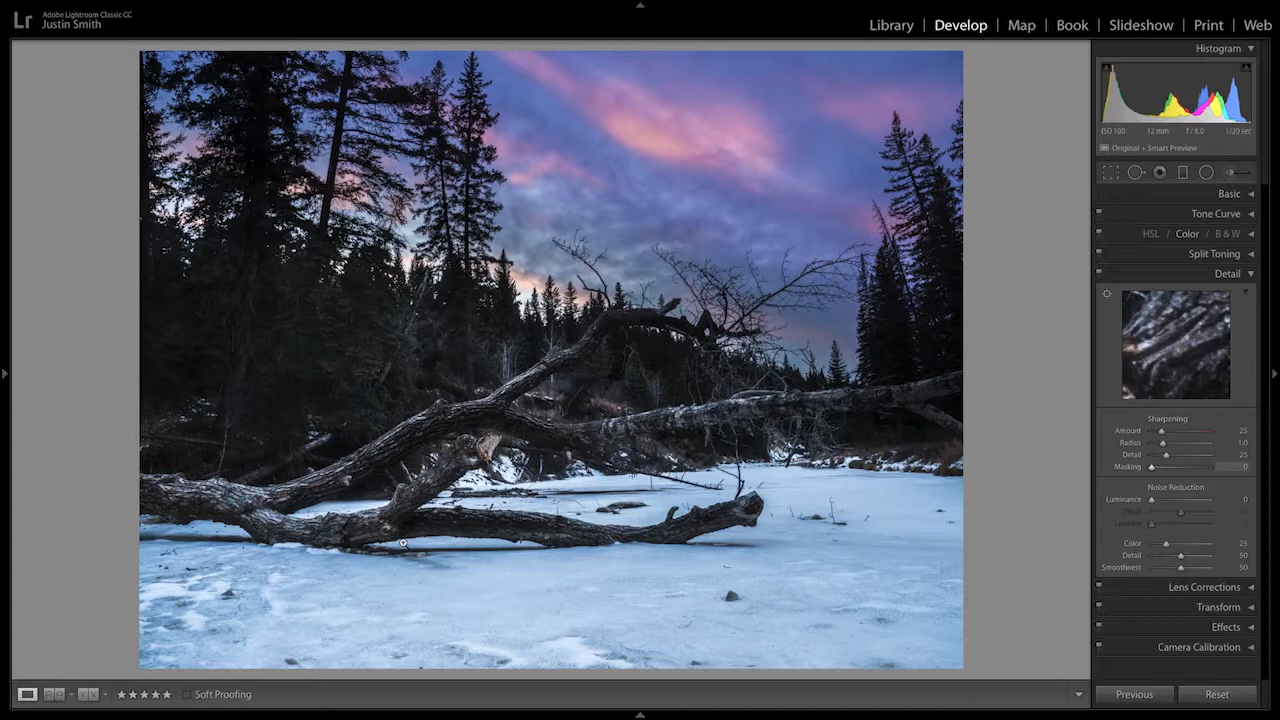 Lr
Adobe Lightroom Classic CC
Justin Smith
Library | Develop | Map | Book | Slideshow | Print | Web
Histogram
ISO 100 12 mm f / 8.0 1/20 sec
Original + Smart Preview
Basic
Tone Curve
HSL / Color / B & W
Split Toning
Detail
Sharpening
Amount 25
Radius 1.0
Detail 25
Masking 0
Noise Reduction
Luminance 0
Detail
Contrast
Color 25
Detail 50
Smoothness 50
Lens Corrections
Transform
Effects
Camera Calibration
Soft Proofing
Previous
Reset